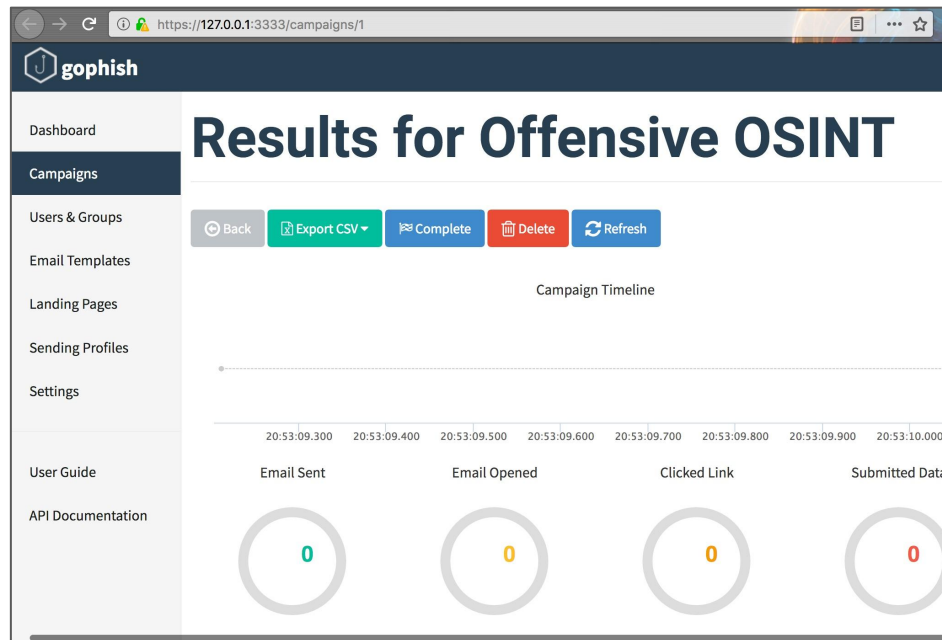 https://127.0.0.1:3333/campaigns/1
gophish
Dashboard
Campaigns
Users & Groups
Email Templates
Landing Pages
Sending Profiles
Settings
User Guide
API Documentation
Results for Offensive OSINT
Back Export CSV Complete Delete Refresh
Campaign Timeline
20:53:09.300 20:53:09.400 20:53:09.500 20:53:09.600 20:53:09.700 20:53:09.800 20:53:09.900 20:53:10.000
Email Sent Email Opened Clicked Link Submitted Data
0 0 0 0